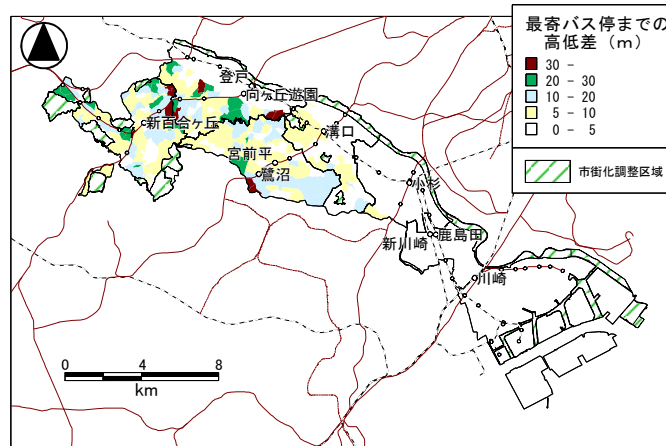 最寄バス停までの
高低差（m）
30 -
20 - 30
10 - 20
5 - 10
0 - 5
市街化調整区域
登戸
向ヶ丘遊園
新百合ヶ丘
溝口
宮前平
鷺沼
小杉
鹿島田
新川崎
川崎
0 4 8
km